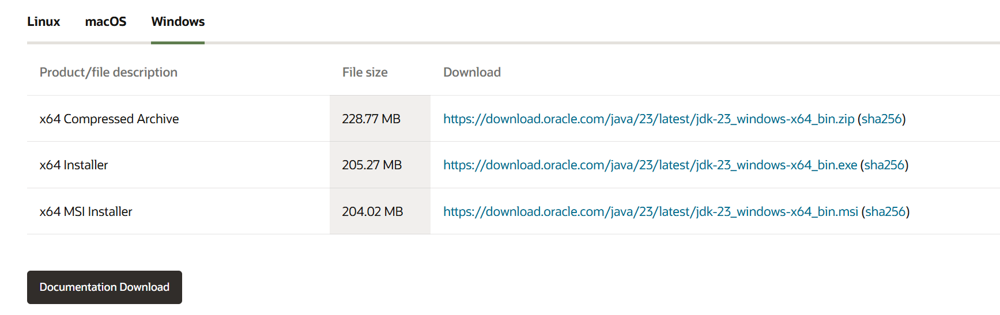 Linux macOS Windows
Product/file description File size Download
x64 Compressed Archive 228.77 MB https://download.oracle.com/java/23/latest/jdk-23_windows-x64_bin.zip (sha256)
x64 Installer 205.27 MB https://download.oracle.com/java/23/latest/jdk-23_windows-x64_bin.exe (sha256)
x64 MSI Installer 204.02 MB https://download.oracle.com/java/23/latest/jdk-23_windows-x64_bin.msi (sha256)
Documentation Download